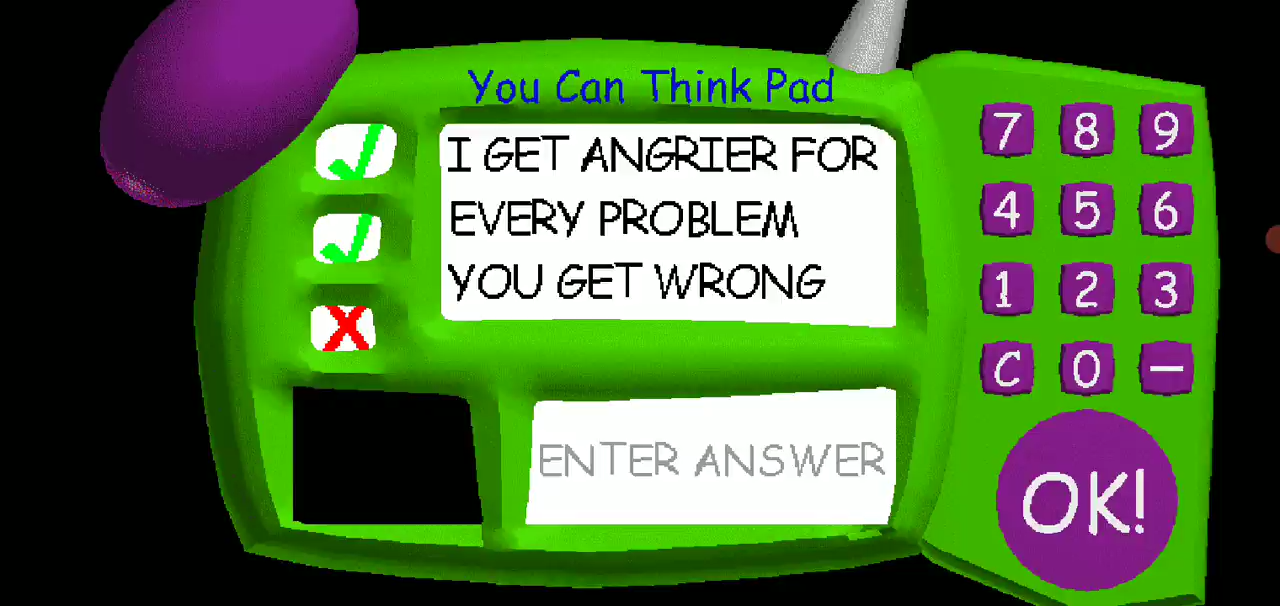 You Can Think Pad
I GET ANGRIER FOR
EVERY PROBLEM
YOU GET WRONG
ENTER ANSWER
7 8 9
4 5 6
1 2 3
C 0 –
OK!